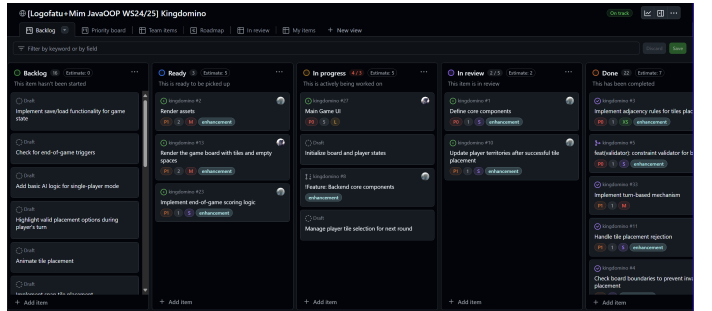 [Logofatu+Mim JavaOOP WS24/25] Kingdomino
On track
Backlog
Priority board
Team items
Roadmap
In review
My items
+ New view
Filter by keyword or by field
Discard
Save
Backlog 16 Estimate: 0
This item hasn't been started
Draft
Implement save/load functionality for game
state
Draft
Check for end-of-game triggers
Draft
Add basic AI logic for single-player mode
Draft
Highlight valid placement options during
player's turn
Draft
Animate tile placement
Draft
+ Add item
Ready 3 Estimate: 5
This is ready to be picked up
kingdomino #2
Render assets
P1 2 M enhancement
kingdomino #13
Render the game board with tiles and empty
spaces
P1 2 M enhancement
kingdomino #23
Implement end-of-game scoring logic
P1 1 S enhancement
+ Add item
In progress 4 / 3 Estimate: 5
This is actively being worked on
kingdomino #21
Main Game UI
P0 5 L
Draft
Initialize board and player states
kingdomino #8
!Feature: Backend core components
enhancement
Draft
Manage player tile selection for next round
+ Add item
In review 2 / 5 Estimate: 2
This item is in review
kingdomino #1
Define core components
P0 1 S enhancement
kingdomino #10
Update player territories after successful tile
placement
P1 1 S enhancement
+ Add item
Done 22 Estimate: 7
This has been completed
kingdomino #3
Implement adjacency rules for tiles plac
P0 1 XS enhancement
kingdomino #5
feat(validator): constraint validator for b
P0 1 S enhancement
kingdomino #33
Implement turn-based mechanism
P1 1 M
kingdomino #11
Handle tile placement rejection
P1 1 S enhancement
kingdomino #4
Check board boundaries to prevent inva
placement
+ Add item